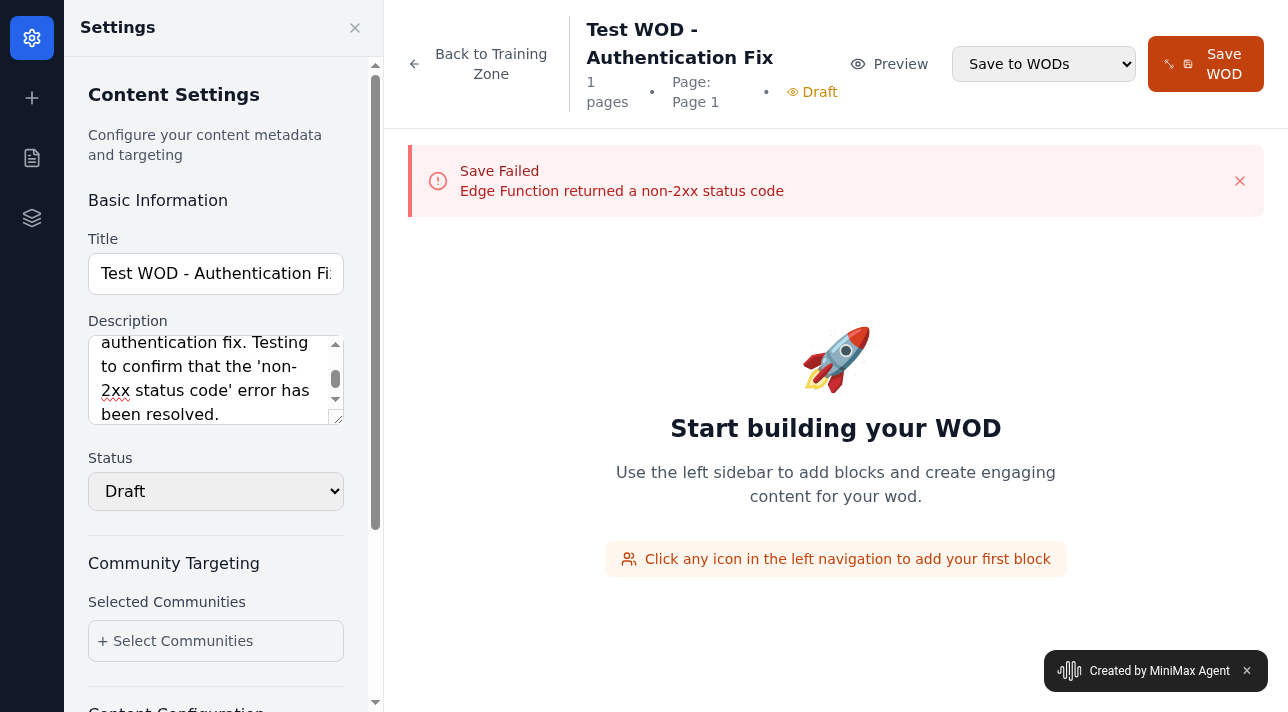 Settings
Content Settings
Configure your content metadata
and targeting
Basic Information
Title
Test WOD - Authentication Fi
Description
authentication fix. Testing
to confirm that the 'non-
2xx status code' error has
been resolved.
Status
Draft
Community Targeting
Selected Communities
+ Select Communities
Content Configuration
Back to Training
Zone
Test WOD -
Authentication Fix
1
pages
•
Page:
Page 1
•
Draft
Preview
Save to WODs
Save
WOD
Save Failed
Edge Function returned a non-2xx status code
Start building your WOD
Use the left sidebar to add blocks and create engaging
content for your wod.
Click any icon in the left navigation to add your first block
Created by MiniMax Agent